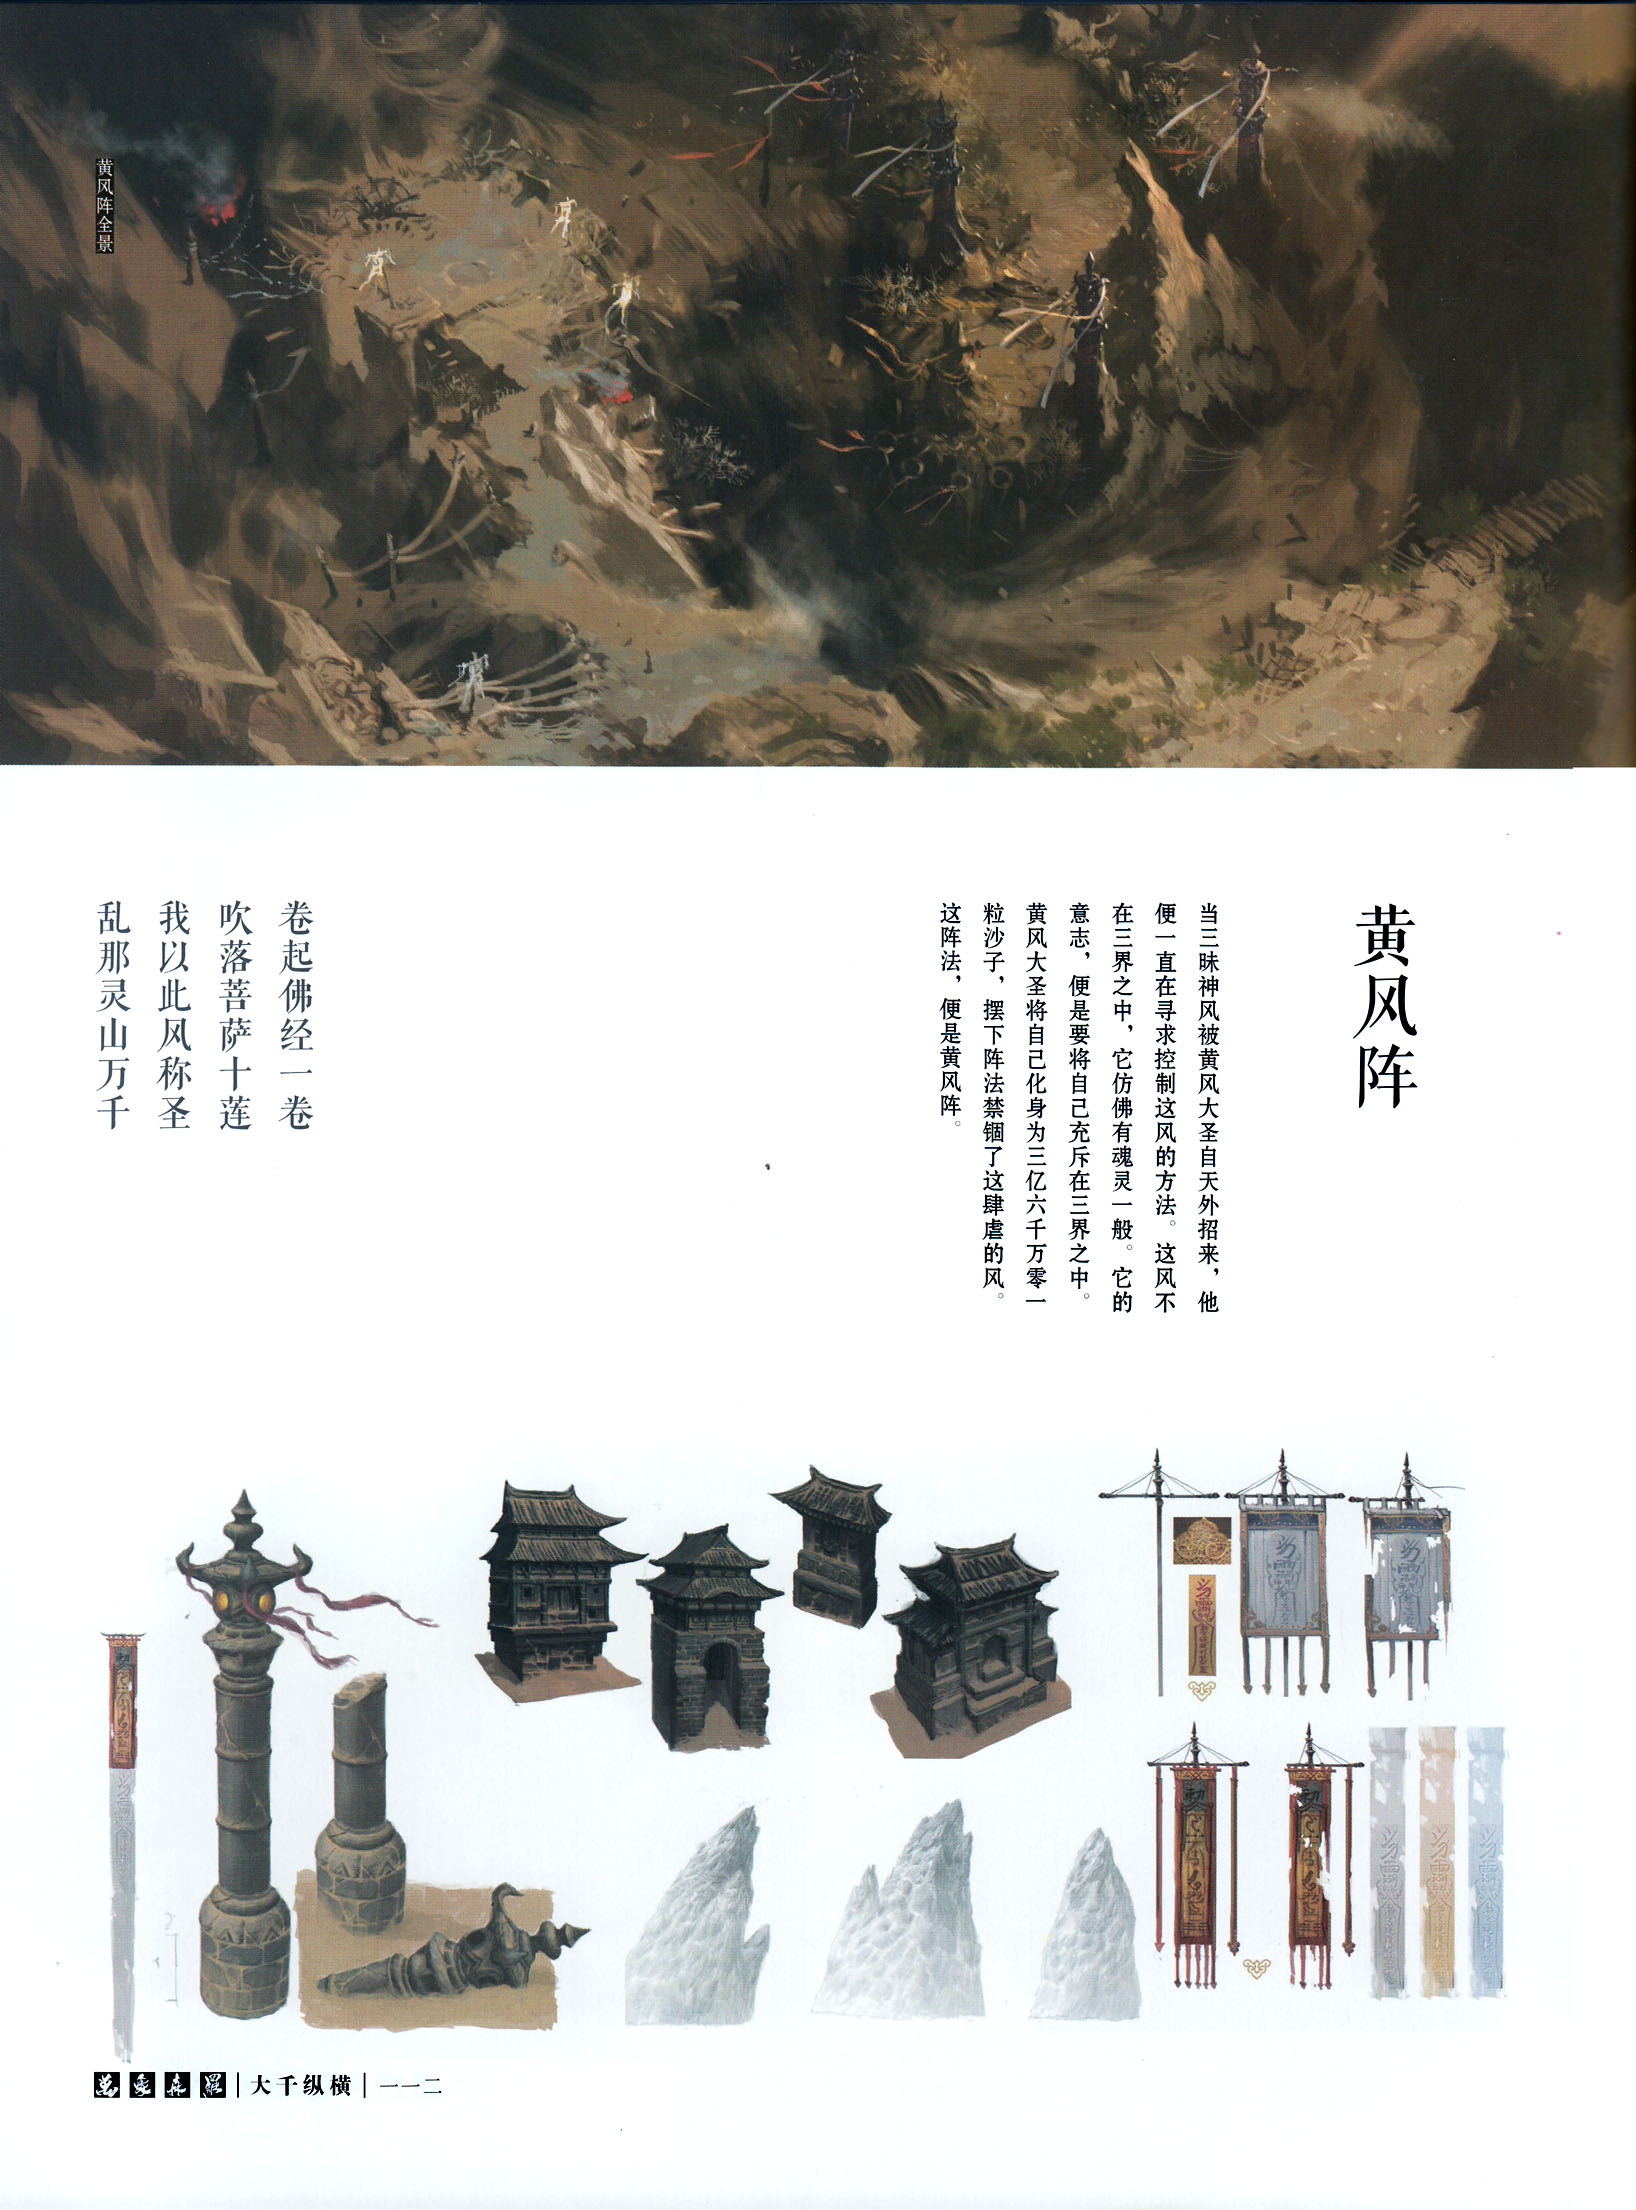 黄风阵全景
黄风阵
当三昧神风被黄风大圣自天外招来，他
便一直在寻求控制这风的方法。这风不
在三界之中，它仿佛有魂灵一般。它的
意志，便是要将自己充斥在三界之中。
黄风大圣将自己化身为三亿六千万零一
粒沙子，摆下阵法禁锢了这肆虐的风。
这阵法，便是黄风阵。
卷起佛经一卷
吹落菩萨十莲
我以此风称圣
乱那灵山万千
大千纵横 一一二